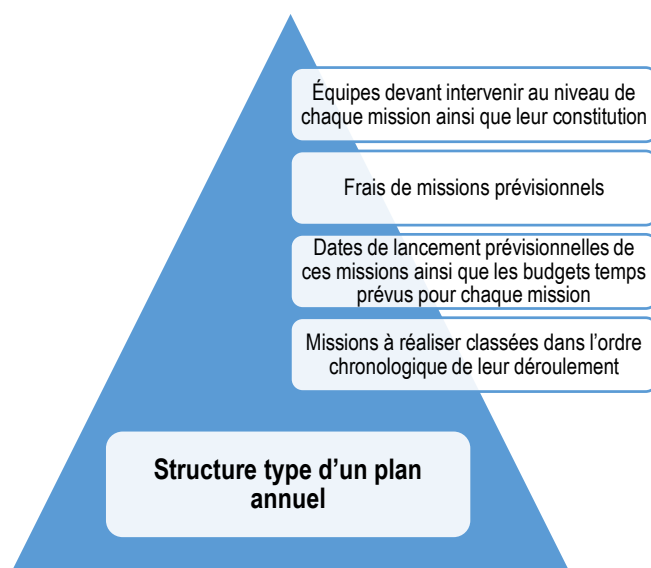 Équipes devant intervenir au niveau de
chaque mission ainsi que leur constitution
Frais de missions prévisionnels
Dates de lancement prévisionnelles de
ces missions ainsi que les budgets temps
prévus pour chaque mission
Missions à réaliser classées dans l’ordre
chronologique de leur déroulement
Structure type d’un plan
annuel